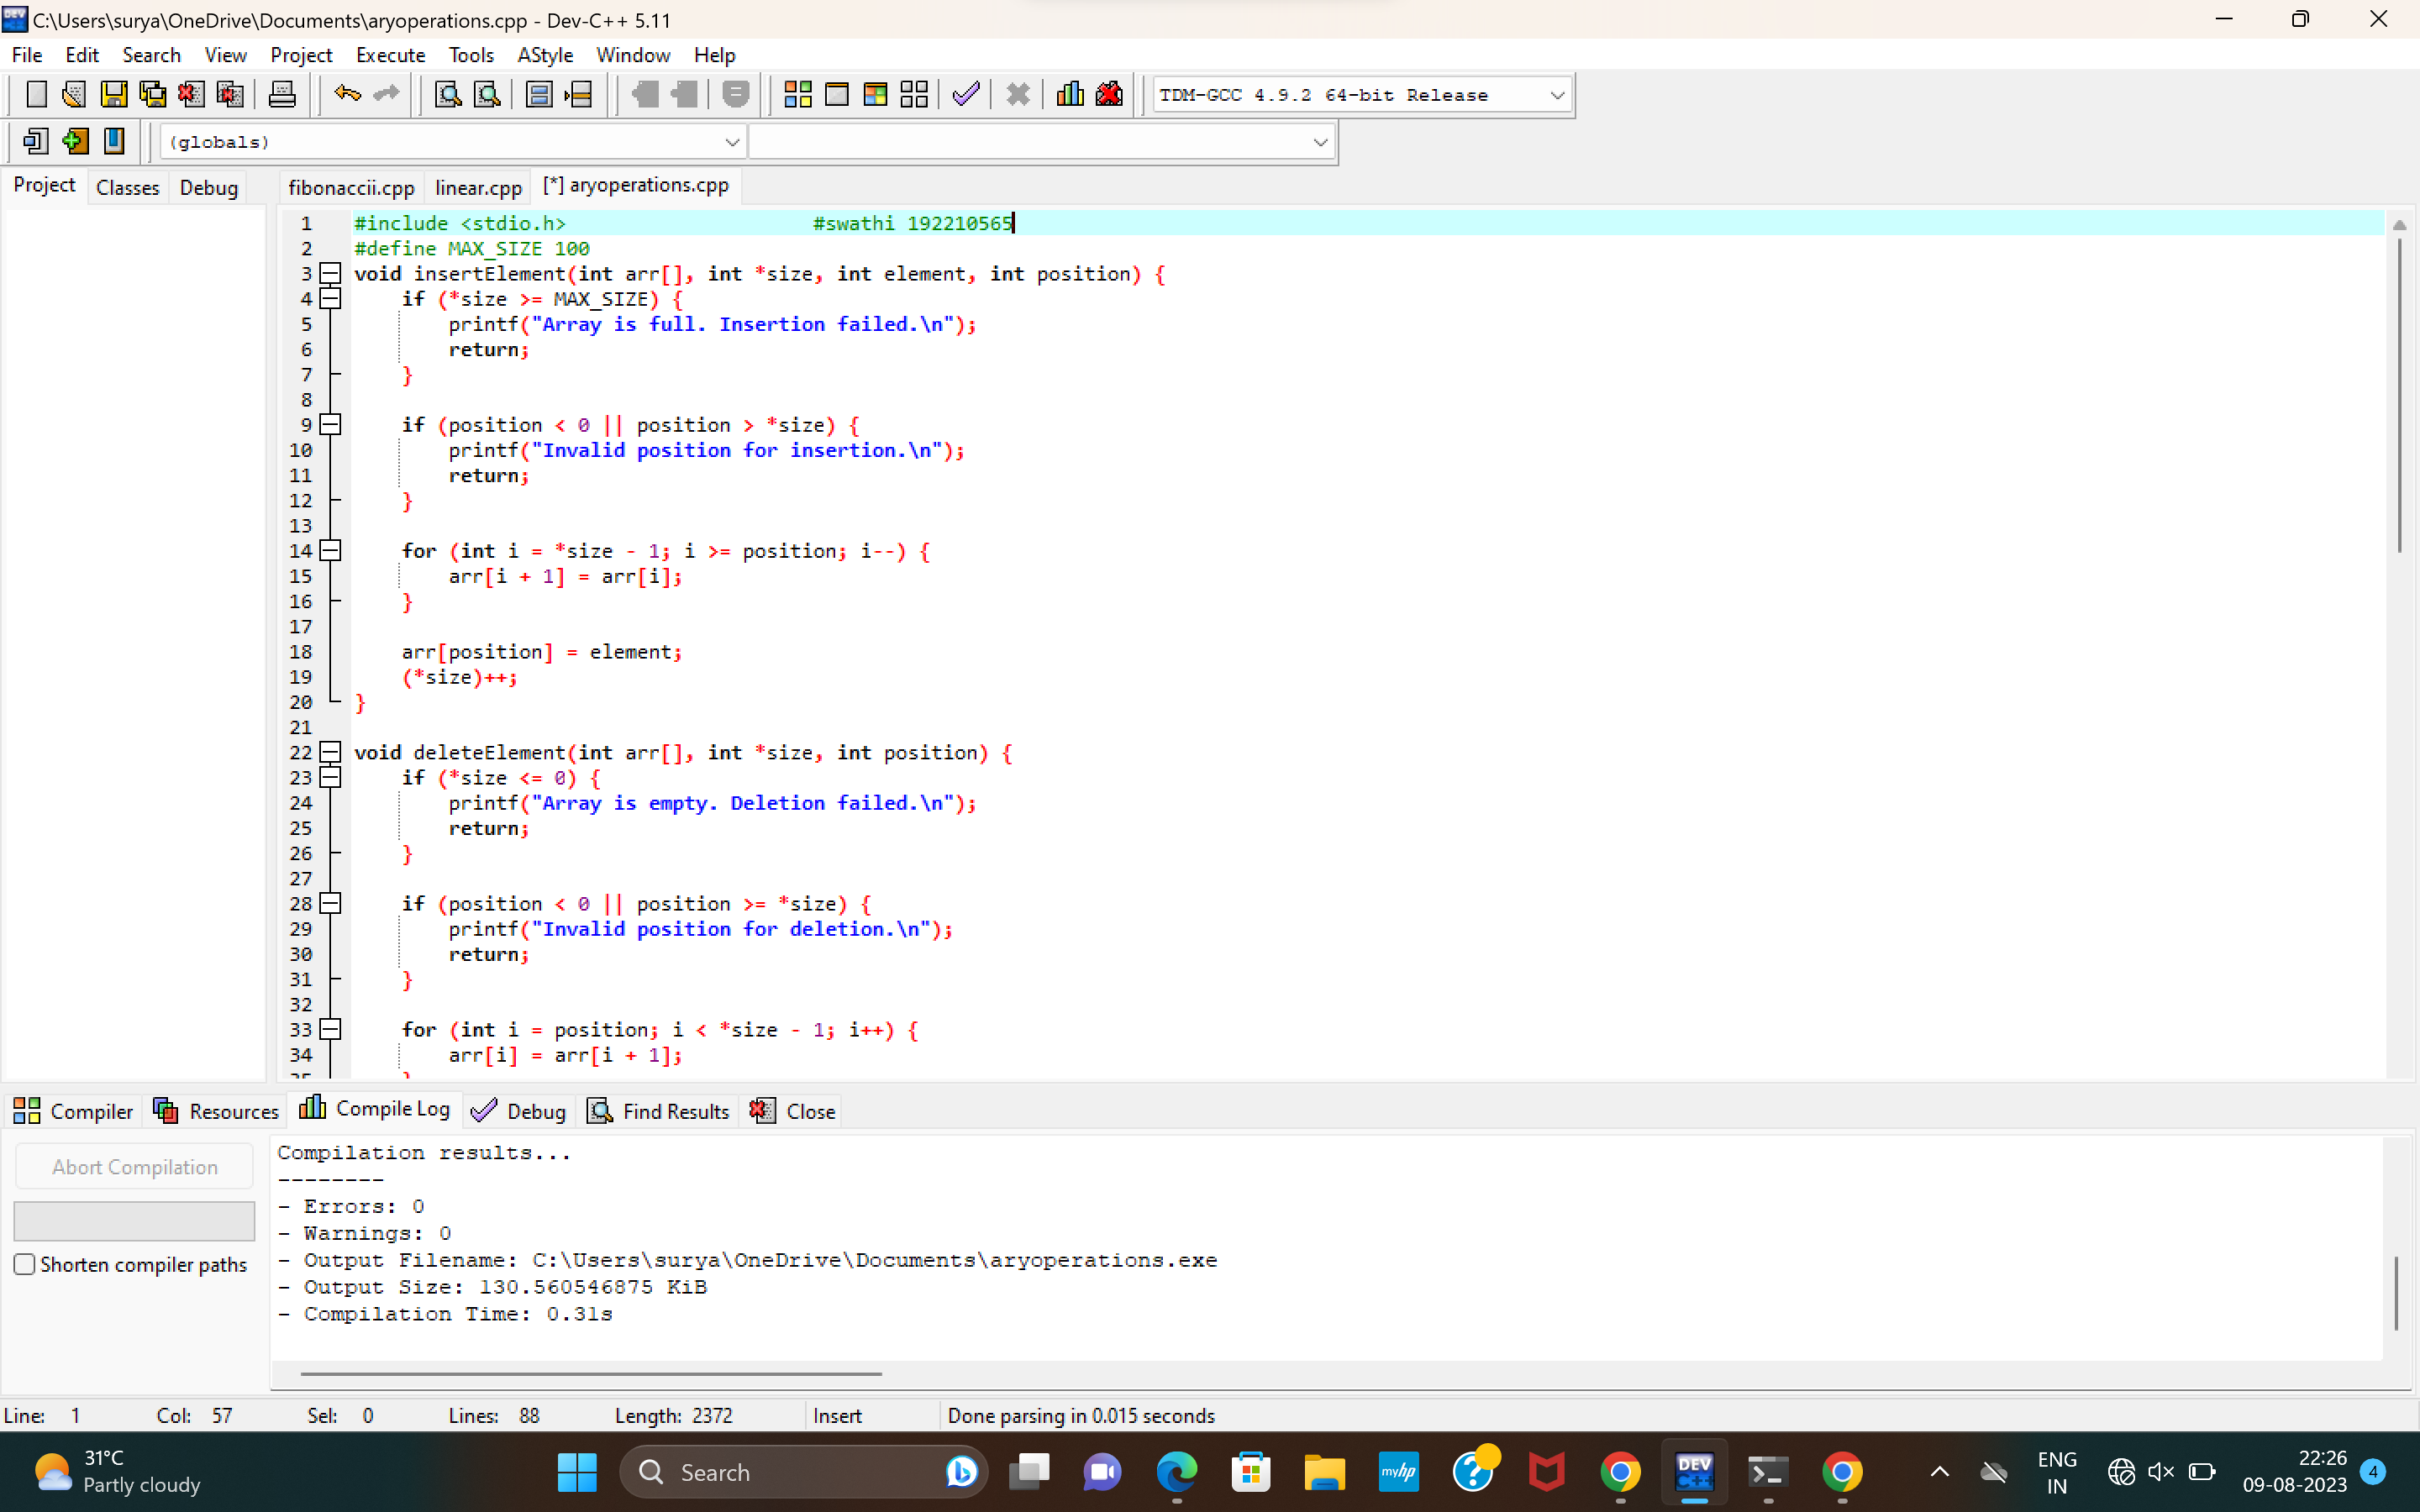 C:\Users\surya\OneDrive\Documents\aryoperations.cpp - Dev-C++ 5.11
File Edit Search View Project Execute Tools AStyle Window Help
TDM-GCC 4.9.2 64-bit Release
(globals)
Project Classes Debug fibonaccii.cpp linear.cpp [*] aryoperations.cpp
1 #include <stdio.h> #swathi 192210565
2 #define MAX_SIZE 100
3 void insertElement(int arr[], int *size, int element, int position) {
4 if (*size >= MAX_SIZE) {
5 printf("Array is full. Insertion failed.\n");
6 return;
7 }
8
9 if (position < 0 || position > *size) {
10 printf("Invalid position for insertion.\n");
11 return;
12 }
13
14 for (int i = *size - 1; i >= position; i--) {
15 arr[i + 1] = arr[i];
16 }
17
18 arr[position] = element;
19 (*size)++;
20 }
21
22 void deleteElement(int arr[], int *size, int position) {
23 if (*size <= 0) {
24 printf("Array is empty. Deletion failed.\n");
25 return;
26 }
27
28 if (position < 0 || position >= *size) {
29 printf("Invalid position for deletion.\n");
30 return;
31 }
32
33 for (int i = position; i < *size - 1; i++) {
34 arr[i] = arr[i + 1];
Compiler Resources Compile Log Debug Find Results Close
Abort Compilation
Shorten compiler paths
Compilation results...
--------
- Errors: 0
- Warnings: 0
- Output Filename: C:\Users\surya\OneDrive\Documents\aryoperations.exe
- Output Size: 130.560546875 KiB
- Compilation Time: 0.31s
Line: 1 Col: 57 Sel: 0 Lines: 88 Length: 2372 Insert Done parsing in 0.015 seconds
31°C
Partly cloudy
Search
myhp
DEV
C++
ENG
IN
22:26
09-08-2023
4